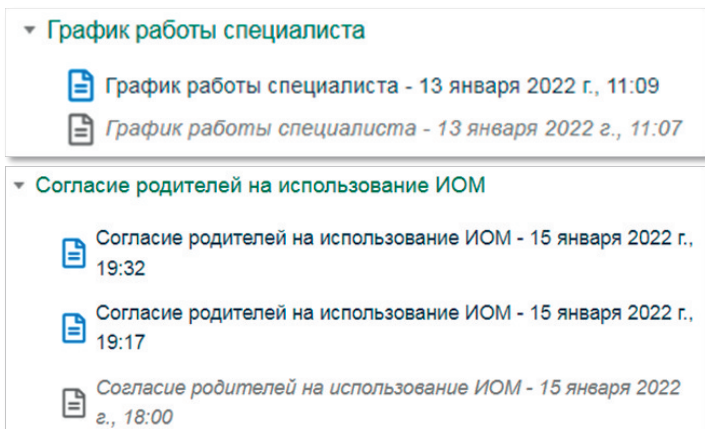 График работы специалиста
График работы специалиста - 13 января 2022 г., 11:09
График работы специалиста - 13 января 2022 г., 11:07
Согласие родителей на использование ИОМ
Согласие родителей на использование ИОМ - 15 января 2022 г.,
19:32
Согласие родителей на использование ИОМ - 15 января 2022 г.,
19:17
Согласие родителей на использование ИОМ - 15 января 2022
г., 18:00